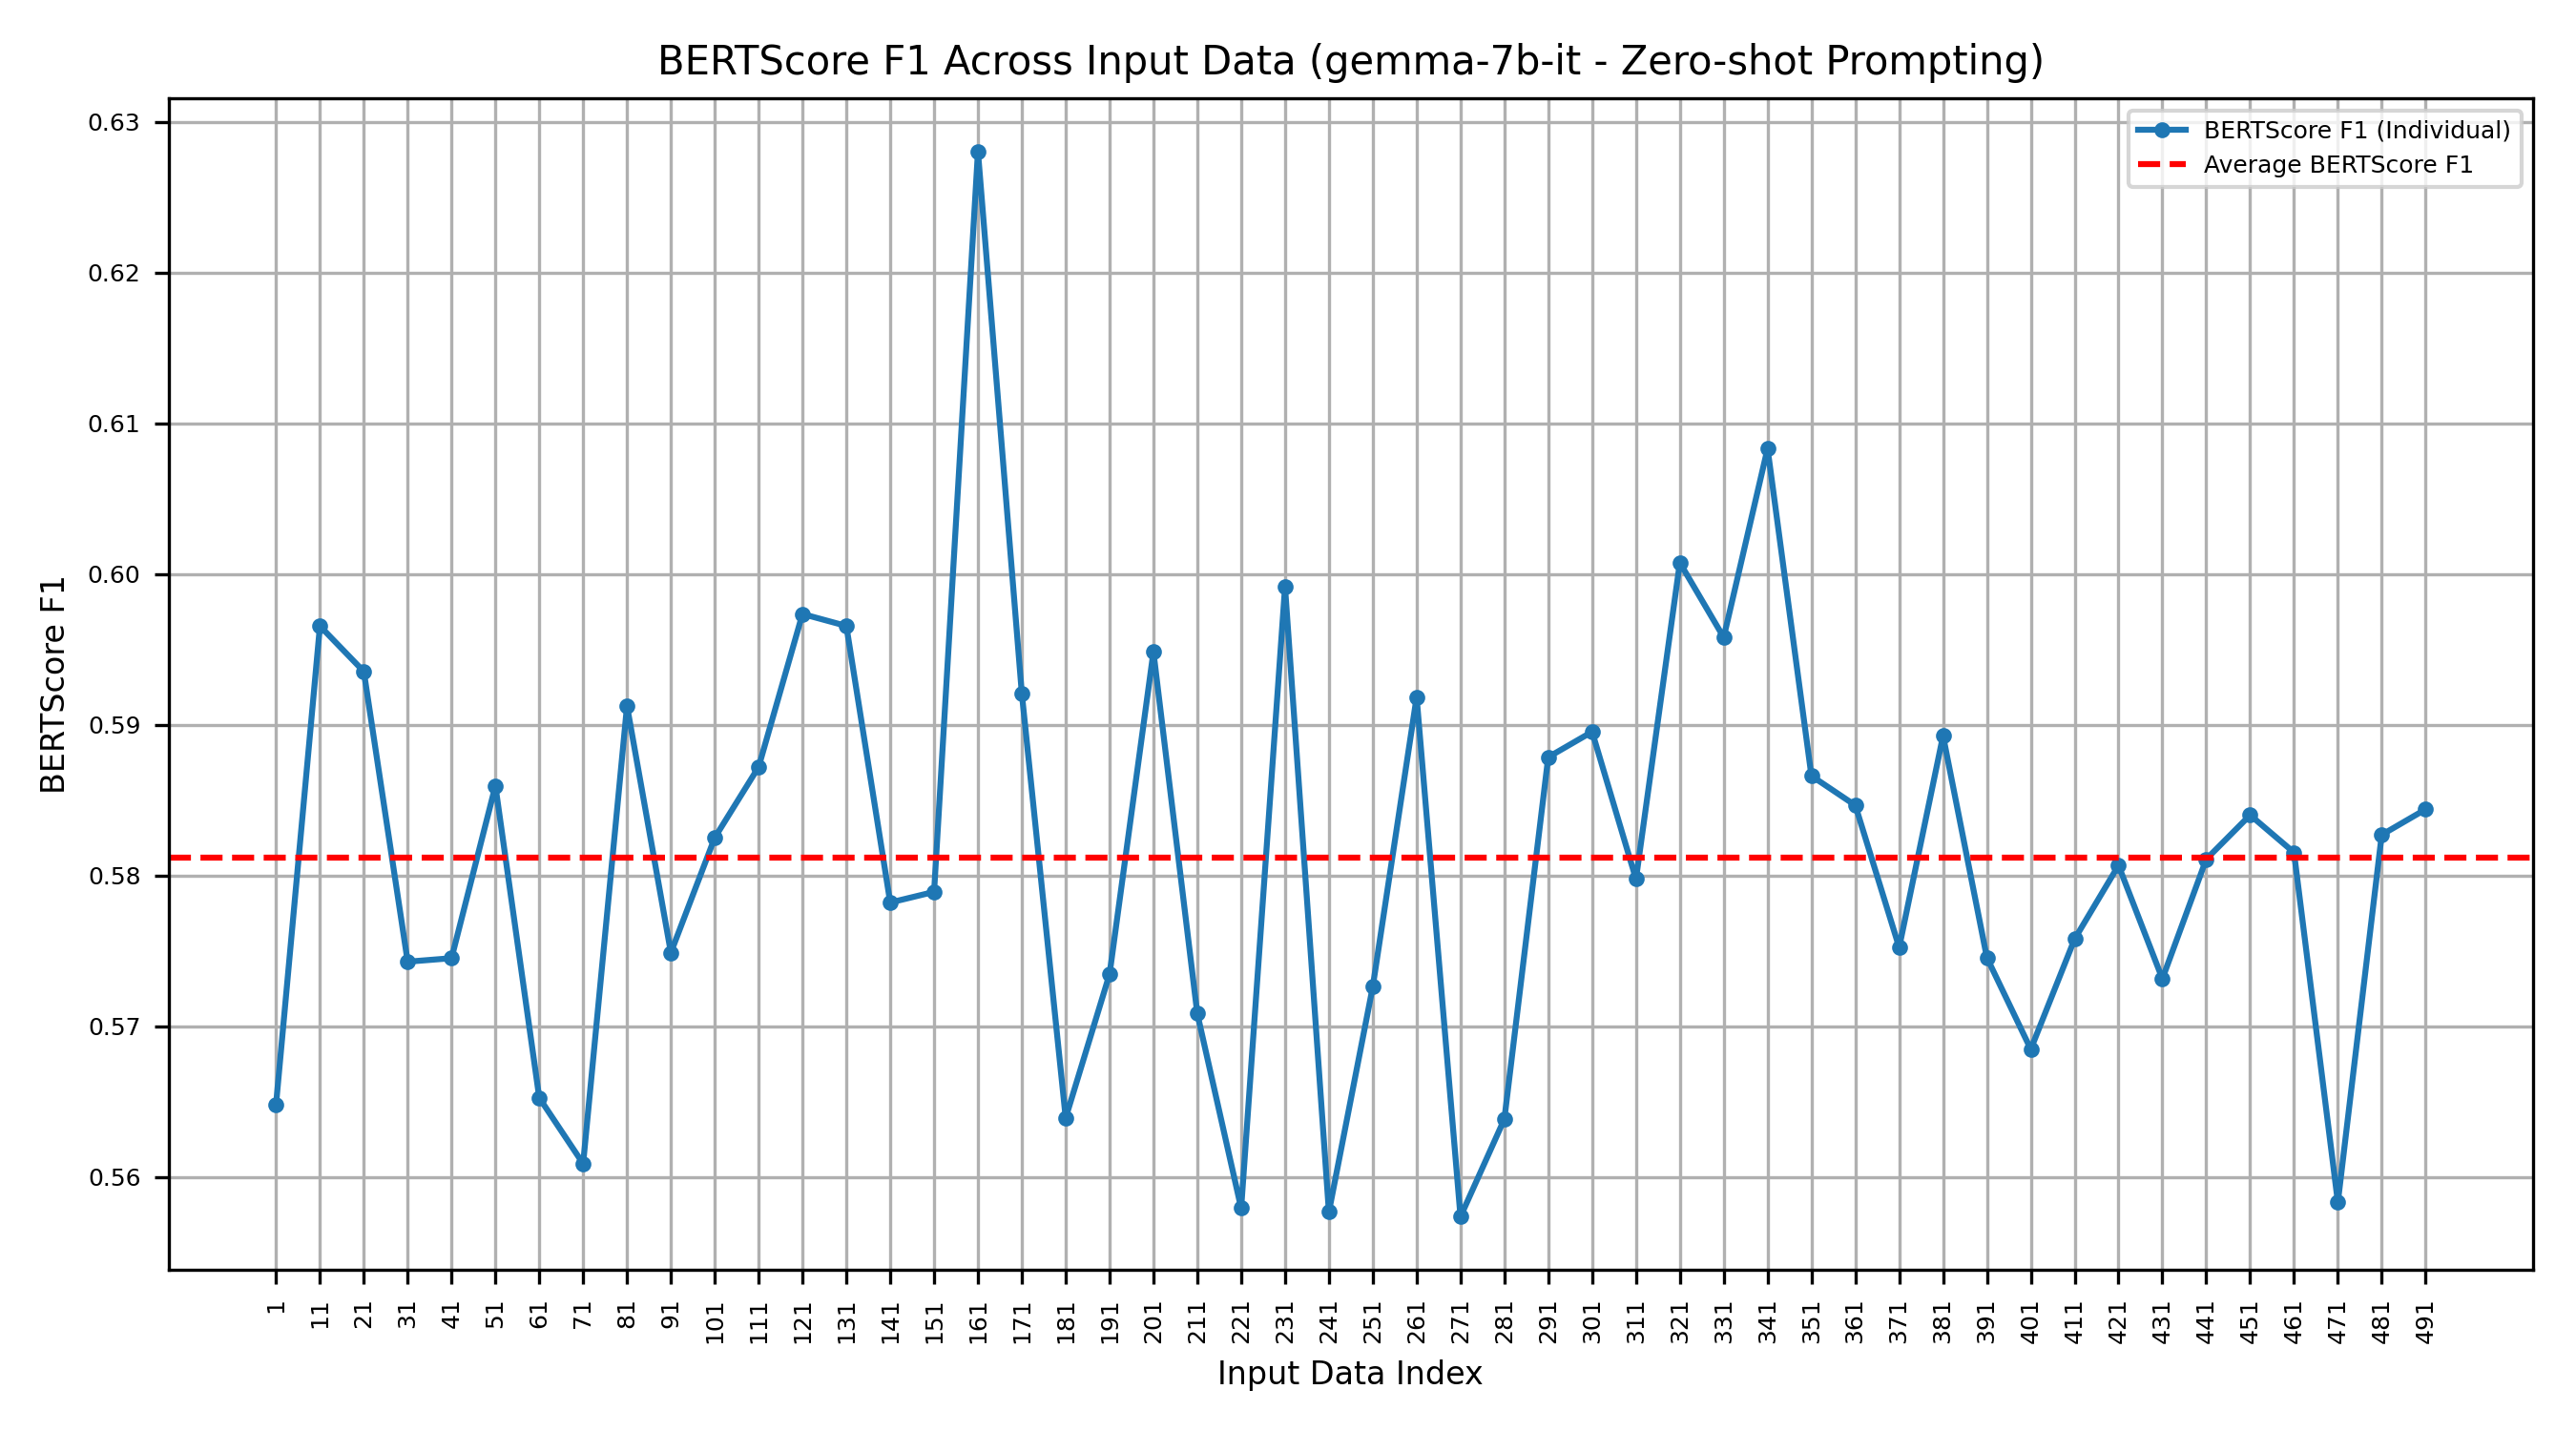 BERTScore F1 Across Input Data (gemma-7b-it - Zero-shot Prompting)
BERTScore F1 (Individual)
Average BERTScore F1
0.63
0.62
0.61
0.60
0.59
0.58
0.57
0.56
BERTScore F1
1 11 21 31 41 51 61 71 81 91 101 111 121 131 141 151 161 171 181 191 201 211 221 231 241 251 261 271 281 291 301 311 321 331 341 351 361 371 381 391 401 411 421 431 441 451 461 471 481 491
Input Data Index